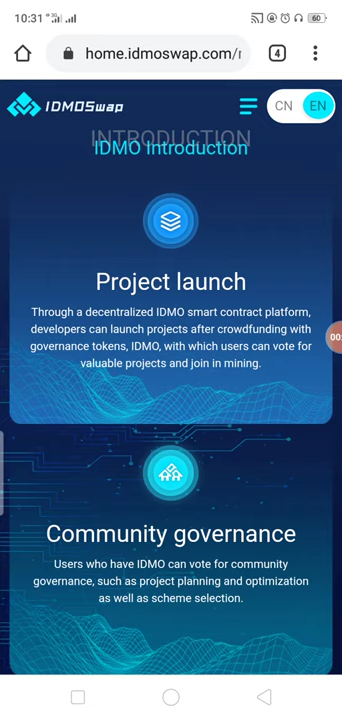 10:31
60
home.idmoswap.com/r
4
IDMOSwap
CN EN
INTRODUCTION
IDMO Introduction
Project launch
Through a decentralized IDMO smart contract platform,
developers can launch projects after crowdfunding with
governance tokens, IDMO, with which users can vote for
valuable projects and join in mining.
00:
Community governance
Users who have IDMO can vote for community
governance, such as project planning and optimization
as well as scheme selection.